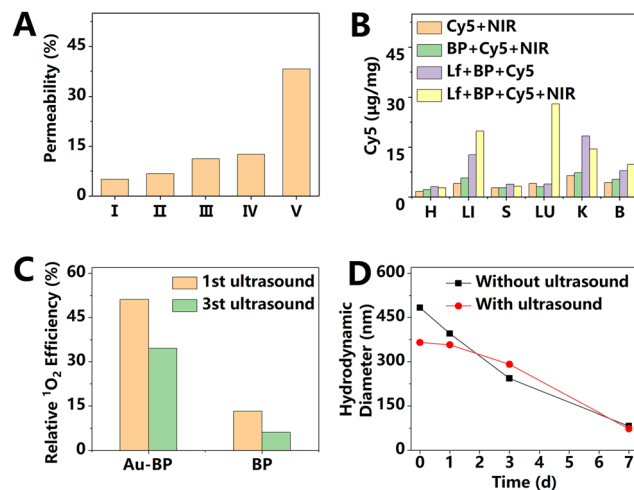 A
Permeability (%)
45
30
15
0
I II III IV V
B
Cy5 (μg/mg)
45
30
15
0
Cy5+NIR
BP+Cy5+NIR
Lf+BP+Cy5
Lf+BP+Cy5+NIR
H LI S LU K B
C
Relative ¹O₂ Efficiency (%)
60
45
30
15
0
1st ultrasound
3st ultrasound
Au-BP BP
D
Hydrodynamic
Diameter (nm)
600
450
300
150
0
Without ultrasound
With ultrasound
0 1 2 3 4 5 6 7
Time (d)